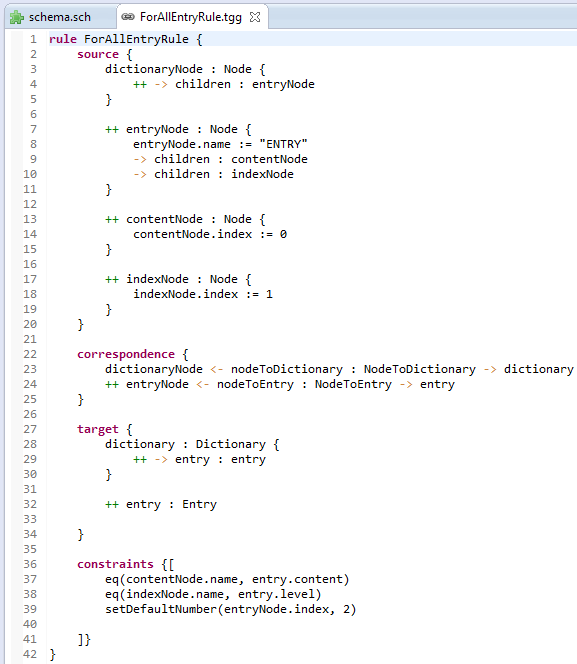 schema.sch ForAllEntryRule.tgg
1 rule ForAllEntryRule {
2 source {
3 dictionaryNode : Node {
4 ++ -> children : entryNode
5 }
6
7 ++ entryNode : Node {
8 entryNode.name := "ENTRY"
9 -> children : contentNode
10 -> children : indexNode
11 }
12
13 ++ contentNode : Node {
14 contentNode.index := 0
15 }
16
17 ++ indexNode : Node {
18 indexNode.index := 1
19 }
20 }
21
22 correspondence {
23 dictionaryNode <- nodeToDictionary : NodeToDictionary -> dictionary
24 ++ entryNode <- nodeToEntry : NodeToEntry -> entry
25 }
26
27 target {
28 dictionary : Dictionary {
29 ++ -> entry : entry
30 }
31
32 ++ entry : Entry
33
34 }
35
36 constraints {[
37 eq(contentNode.name, entry.content)
38 eq(indexNode.name, entry.level)
39 setDefaultNumber(entryNode.index, 2)
40
41 ]}
42 }